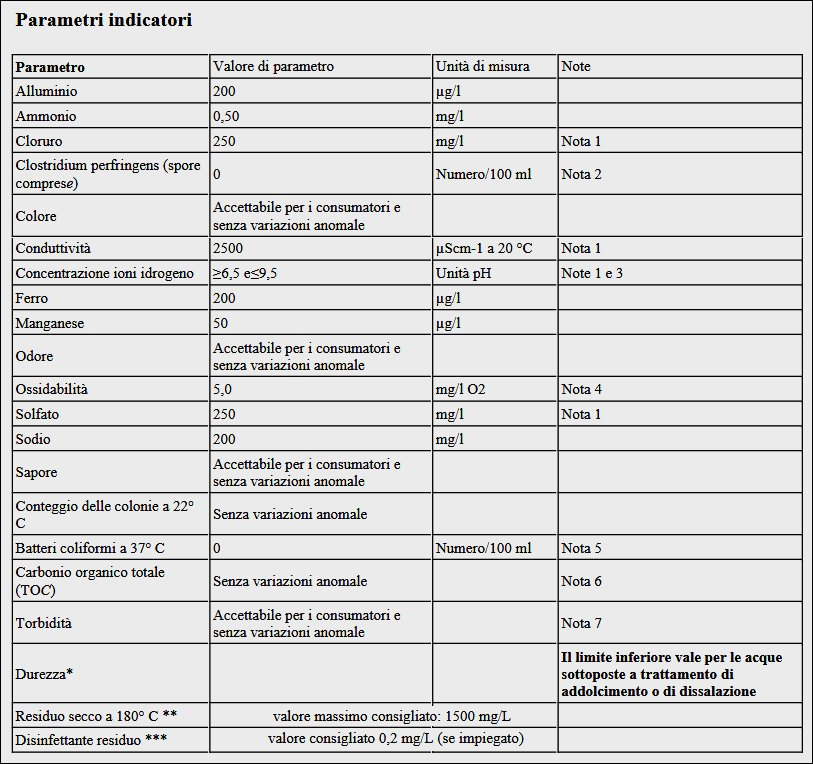 Parametri indicatori
Parametro Valore di parametro Unità di misura Note
Alluminio 200 µg/l
Ammonio 0,50 mg/l
Cloruro 250 mg/l Nota 1
Clostridium perfringens (spore
comprese) 0 Numero/100 ml Nota 2
Colore Accettabile per i consumatori e
senza variazioni anomale
Conduttività 2500 µScm-1 a 20 °C Nota 1
Concentrazione ioni idrogeno ≥6,5 e≤9,5 Unità pH Note 1 e 3
Ferro 200 µg/l
Manganese 50 µg/l
Odore Accettabile per i consumatori e
senza variazioni anomale
Ossidabilità 5,0 mg/l O2 Nota 4
Solfato 250 mg/l Nota 1
Sodio 200 mg/l
Sapore Accettabile per i consumatori e
senza variazioni anomale
Conteggio delle colonie a 22°
C Senza variazioni anomale
Batteri coliformi a 37° C 0 Numero/100 ml Nota 5
Carbonio organico totale
(TOC) Senza variazioni anomale Nota 6
Torbidità Accettabile per i consumatori e
senza variazioni anomale Nota 7
Durezza* Il limite inferiore vale per le acque
sottoposte a trattamento di
addolcimento o di dissalazione
Residuo secco a 180° C ** valore massimo consigliato: 1500 mg/L
Disinfettante residuo *** valore consigliato 0,2 mg/L (se impiegato)